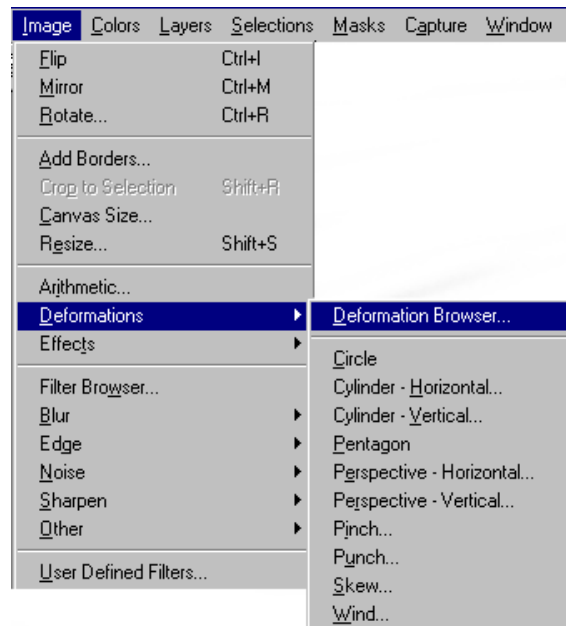 Image Colors Layers Selections Masks Capture Window
Flip Ctrl+I
Mirror Ctrl+M
Rotate... Ctrl+R
Add Borders...
Crop to Selection Shift+R
Canvas Size...
Resize... Shift+S
Arithmetic...
Deformations
Effects
Filter Browser...
Blur
Edge
Noise
Sharpen
Other
User Defined Filters...
Deformation Browser...
Circle
Cylinder - Horizontal...
Cylinder - Vertical...
Pentagon
Perspective - Horizontal...
Perspective - Vertical...
Pinch...
Punch...
Skew...
Wind...